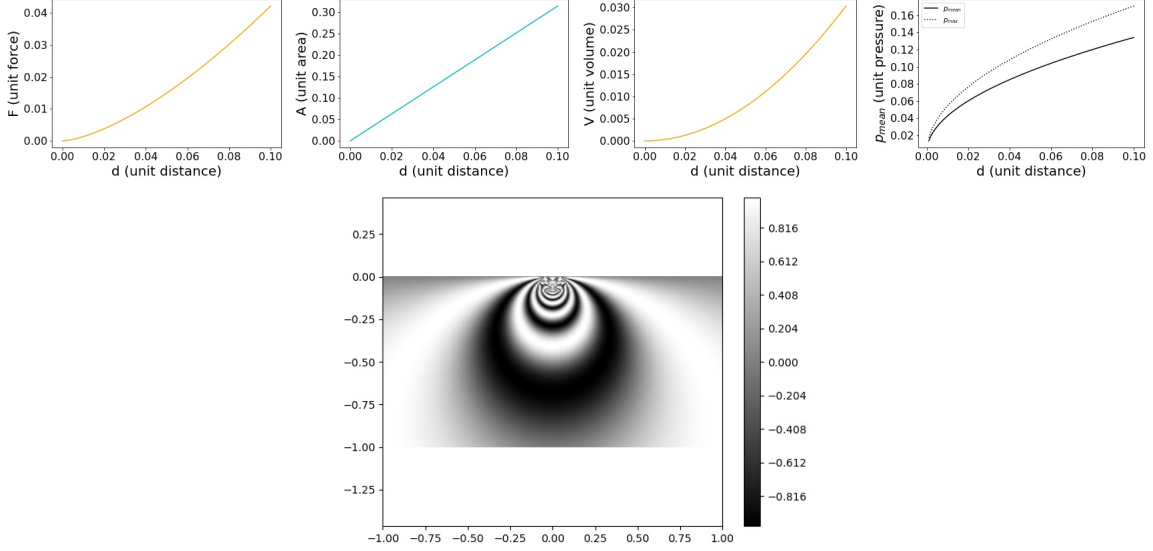 F (unit force)
0.04
0.03
0.02
0.01
0.00
0.00 0.02 0.04 0.06 0.08 0.10
d (unit distance)
A (unit area)
0.30
0.25
0.20
0.15
0.10
0.05
0.00
0.00 0.02 0.04 0.06 0.08 0.10
d (unit distance)
V (unit volume)
0.030
0.025
0.020
0.015
0.010
0.005
0.000
0.00 0.02 0.04 0.06 0.08 0.10
d (unit distance)
p_mean (unit pressure)
0.16
0.14
0.12
0.10
0.08
0.06
0.04
0.02
p_mean
p_max
0.00 0.02 0.04 0.06 0.08 0.10
d (unit distance)
0.25
0.00
−0.25
−0.50
−0.75
−1.00
−1.25
−1.00 −0.75 −0.50 −0.25 0.00 0.25 0.50 0.75 1.00
0.816
0.612
0.408
0.204
0.000
−0.204
−0.408
−0.612
−0.816